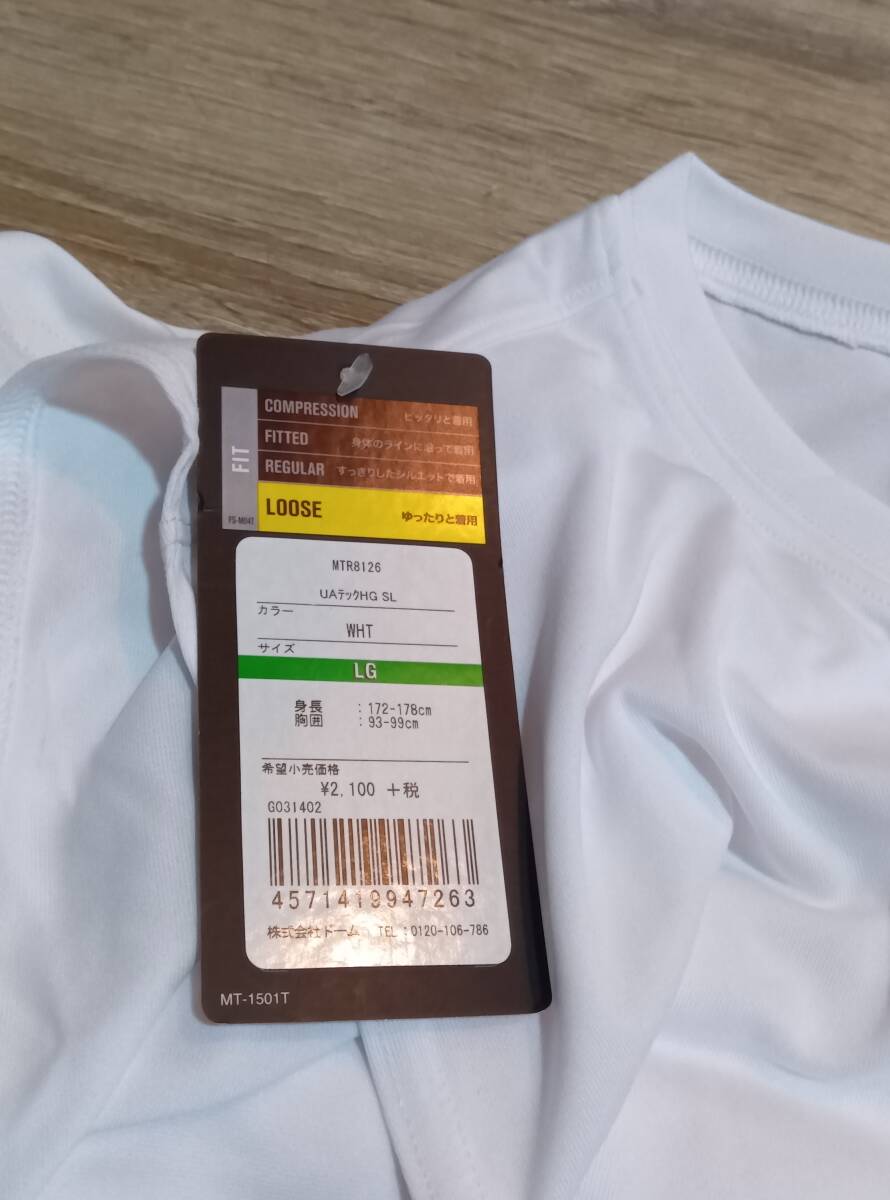 FIT
COMPRESSION ピッタリと着用
FITTED 身体のラインに沿って着用
REGULAR すっきりしたシルエットで着用
LOOSE ゆったりと着用
FS-M04T
MTR8126
UAテックHG SL
カラー
WHT
サイズ
LG
身長 : 172-178cm
胸囲 : 93-99cm
希望小売価格
¥2,100 +税
G031402
4571419947263
株式会社ドーム TEL:0120-106-786
MT-1501T